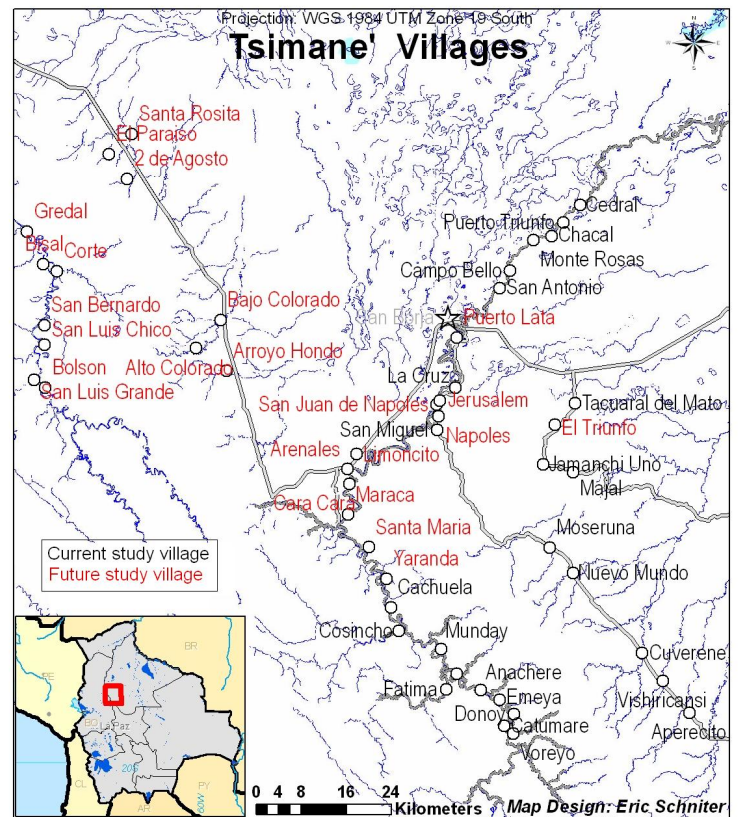 Projection: WGS 1984 UTM Zone 19 South
Tsimane' Villages
N
W
E
S
Santa Rosita
El Paraiso
2 de Agosto
Cedral
Puerto Triunfo
Chacal
Monte Rosas
Gredal
Bisal
Corte
Campo Bello
San Antonio
San Bernardo
Bajo Colorado
San Borja
Puerto Lata
San Luis Chico
Arroyo Hondo
Bolson
Alto Colorado
La Cruz
San Luis Grande
San Juan de Napoles
Jerusalem
Tacuaral del Mato
San Miguel
Napoles
El Triunfo
Arenales
Limoncito
Jamanchi Uno
Maraca
Majal
Cara Cara
Santa Maria
Moseruna
Current study village
Yaranda
Future study village
Nuevo Mundo
Cachuela
Cosincho
Munday
Cuverene
Anachere
Fatima
Emeya
Vishiricansi
Donoy
Catumare
Aperecito
Voreyo
BR
PE
BO
La Paz
20S
CL
PY
AR
60W
0 4 8 16 24
Kilometers
Map Design: Eric Schniter